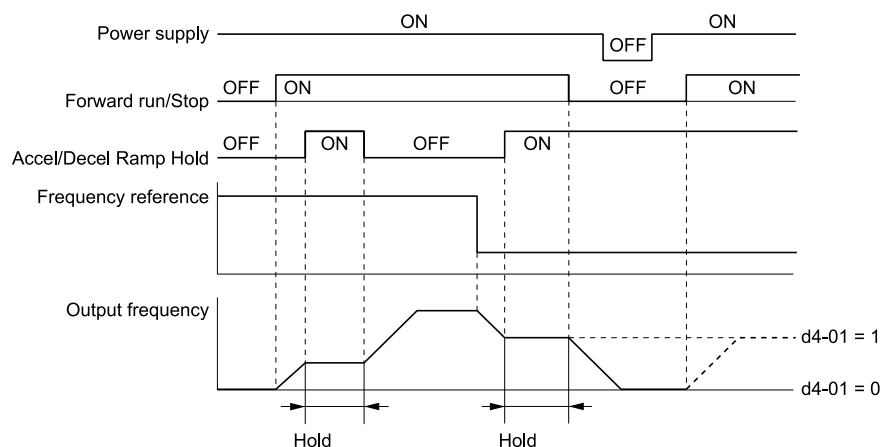 ON
Power supply
ON
OFF
OFF
ON
Forward run/Stop
OFF
ON
OFF
ON
OFF
ON
Accel/Decel Ramp Hold
Frequency reference
Output frequency
d4-01 = 1
d4-01 = 0
Hold
Hold